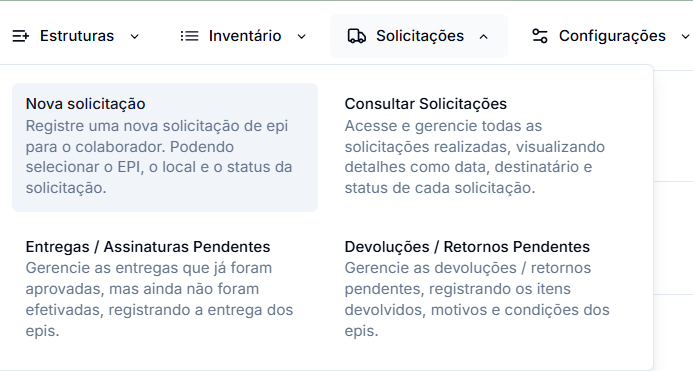 Estruturas
Inventário
Solicitações
Configurações
Nova solicitação
Registre uma nova solicitação de epi
para o colaborador. Podendo
selecionar o EPI, o local e o status da
solicitação.
Consultar Solicitações
Acesse e gerencie todas as
solicitações realizadas, visualizando
detalhes como data, destinatário e
status de cada solicitação.
Entregas / Assinaturas Pendentes
Gerencie as entregas que já foram
aprovadas, mas ainda não foram
efetivadas, registrando a entrega dos
epis.
Devoluções / Retornos Pendentes
Gerencie as devoluções / retornos
pendentes, registrando os itens
devolvidos, motivos e condições dos
epis.